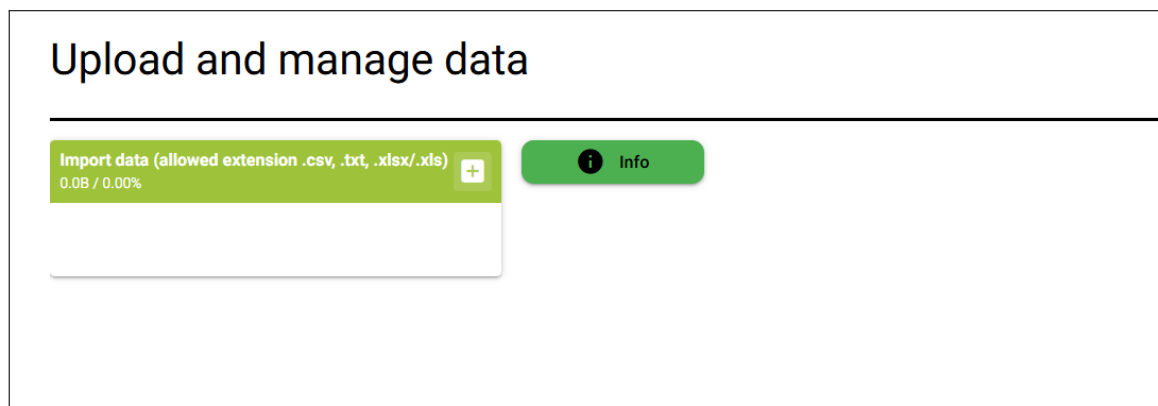 Upload and manage data
Import data (allowed extension .csv, .txt, .xlsx/.xls)
0.0B / 0.00%
Info